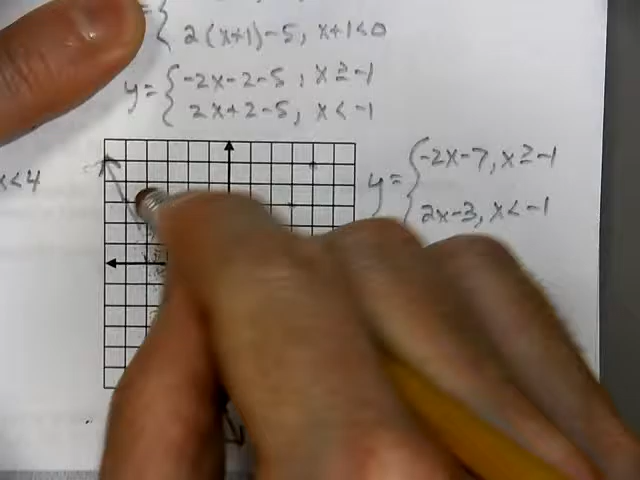 2(x+1)-5, x+1<0
y={-2x-2-5, x≥-1
2x+2-5, x<-1
x<4
y={-2x-7, x≥-1
2x-3, x<-1